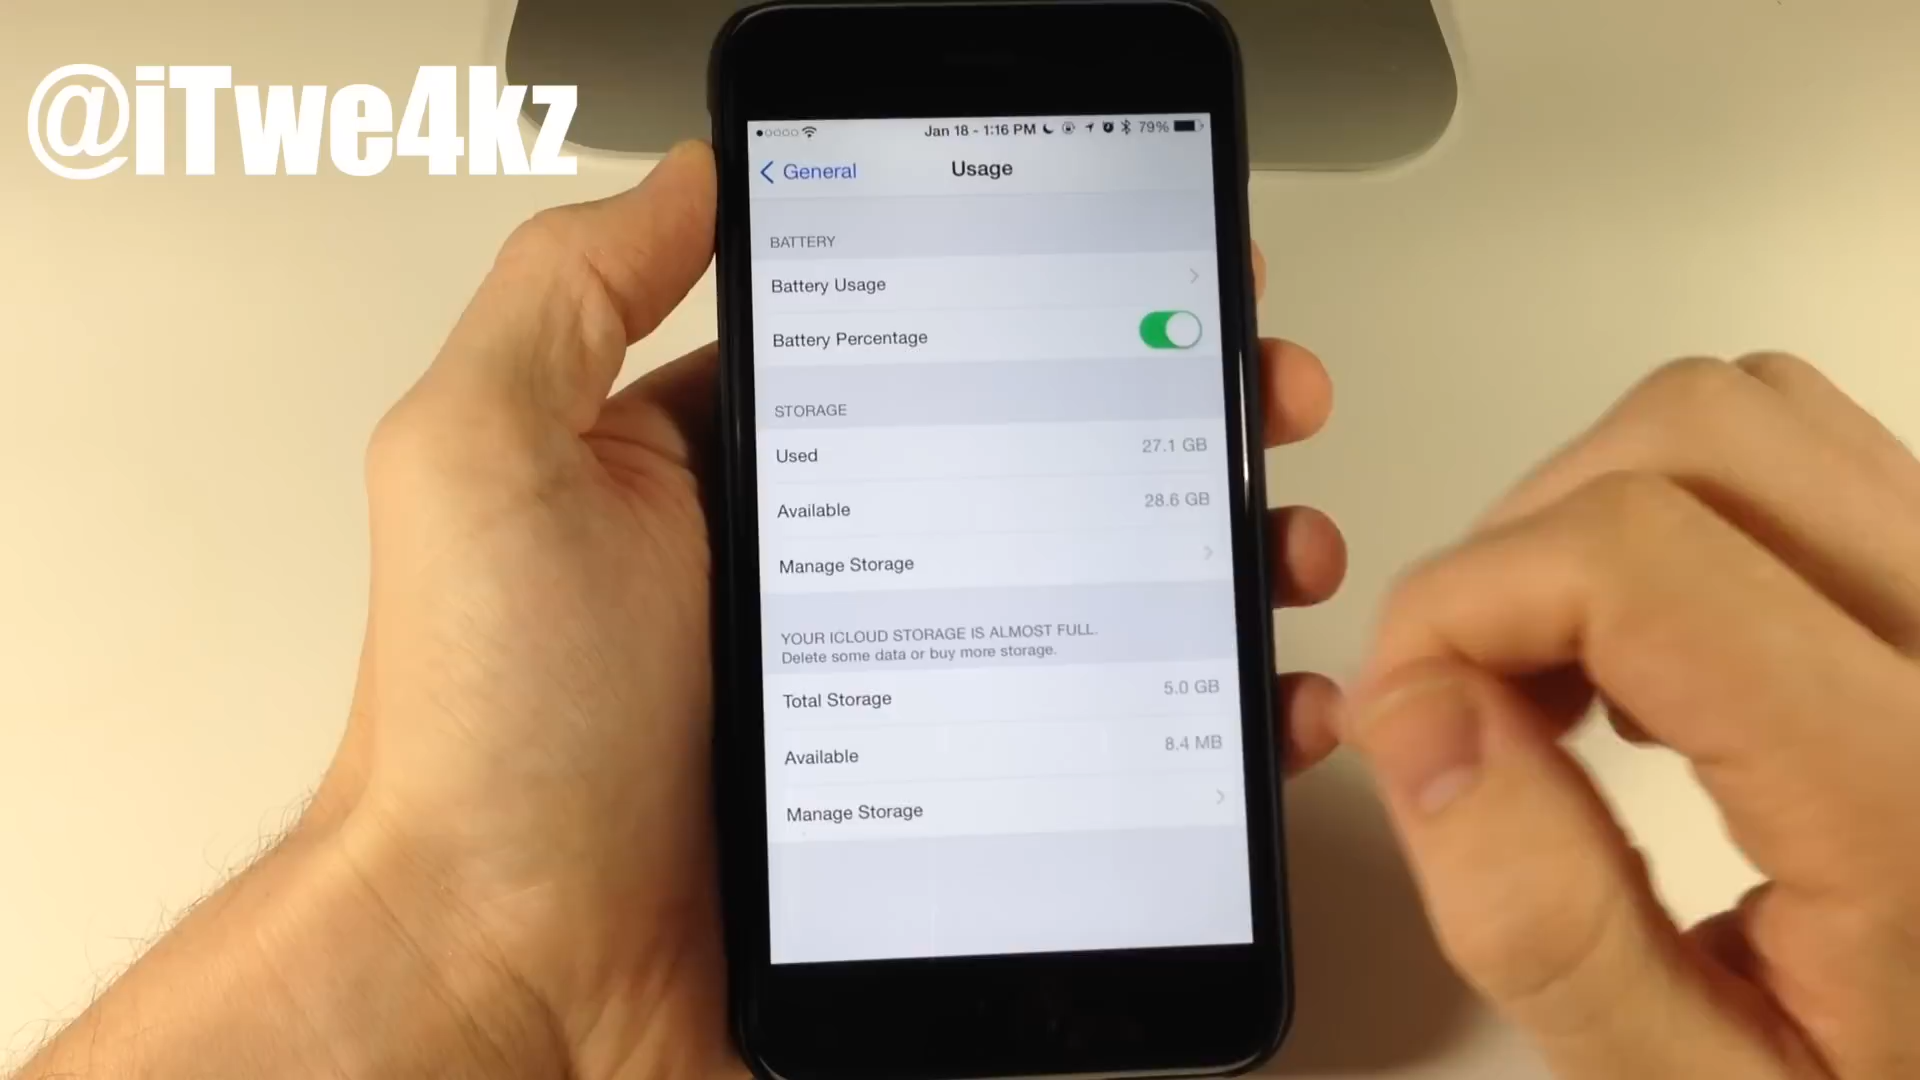 @iTwe4kz
Jan 18 - 1:16 PM 79%
General Usage
BATTERY
Battery Usage
Battery Percentage
STORAGE
Used 27.1 GB
Available 28.6 GB
Manage Storage
YOUR ICLOUD STORAGE IS ALMOST FULL.
Delete some data or buy more storage.
Total Storage 5.0 GB
Available 8.4 MB
Manage Storage